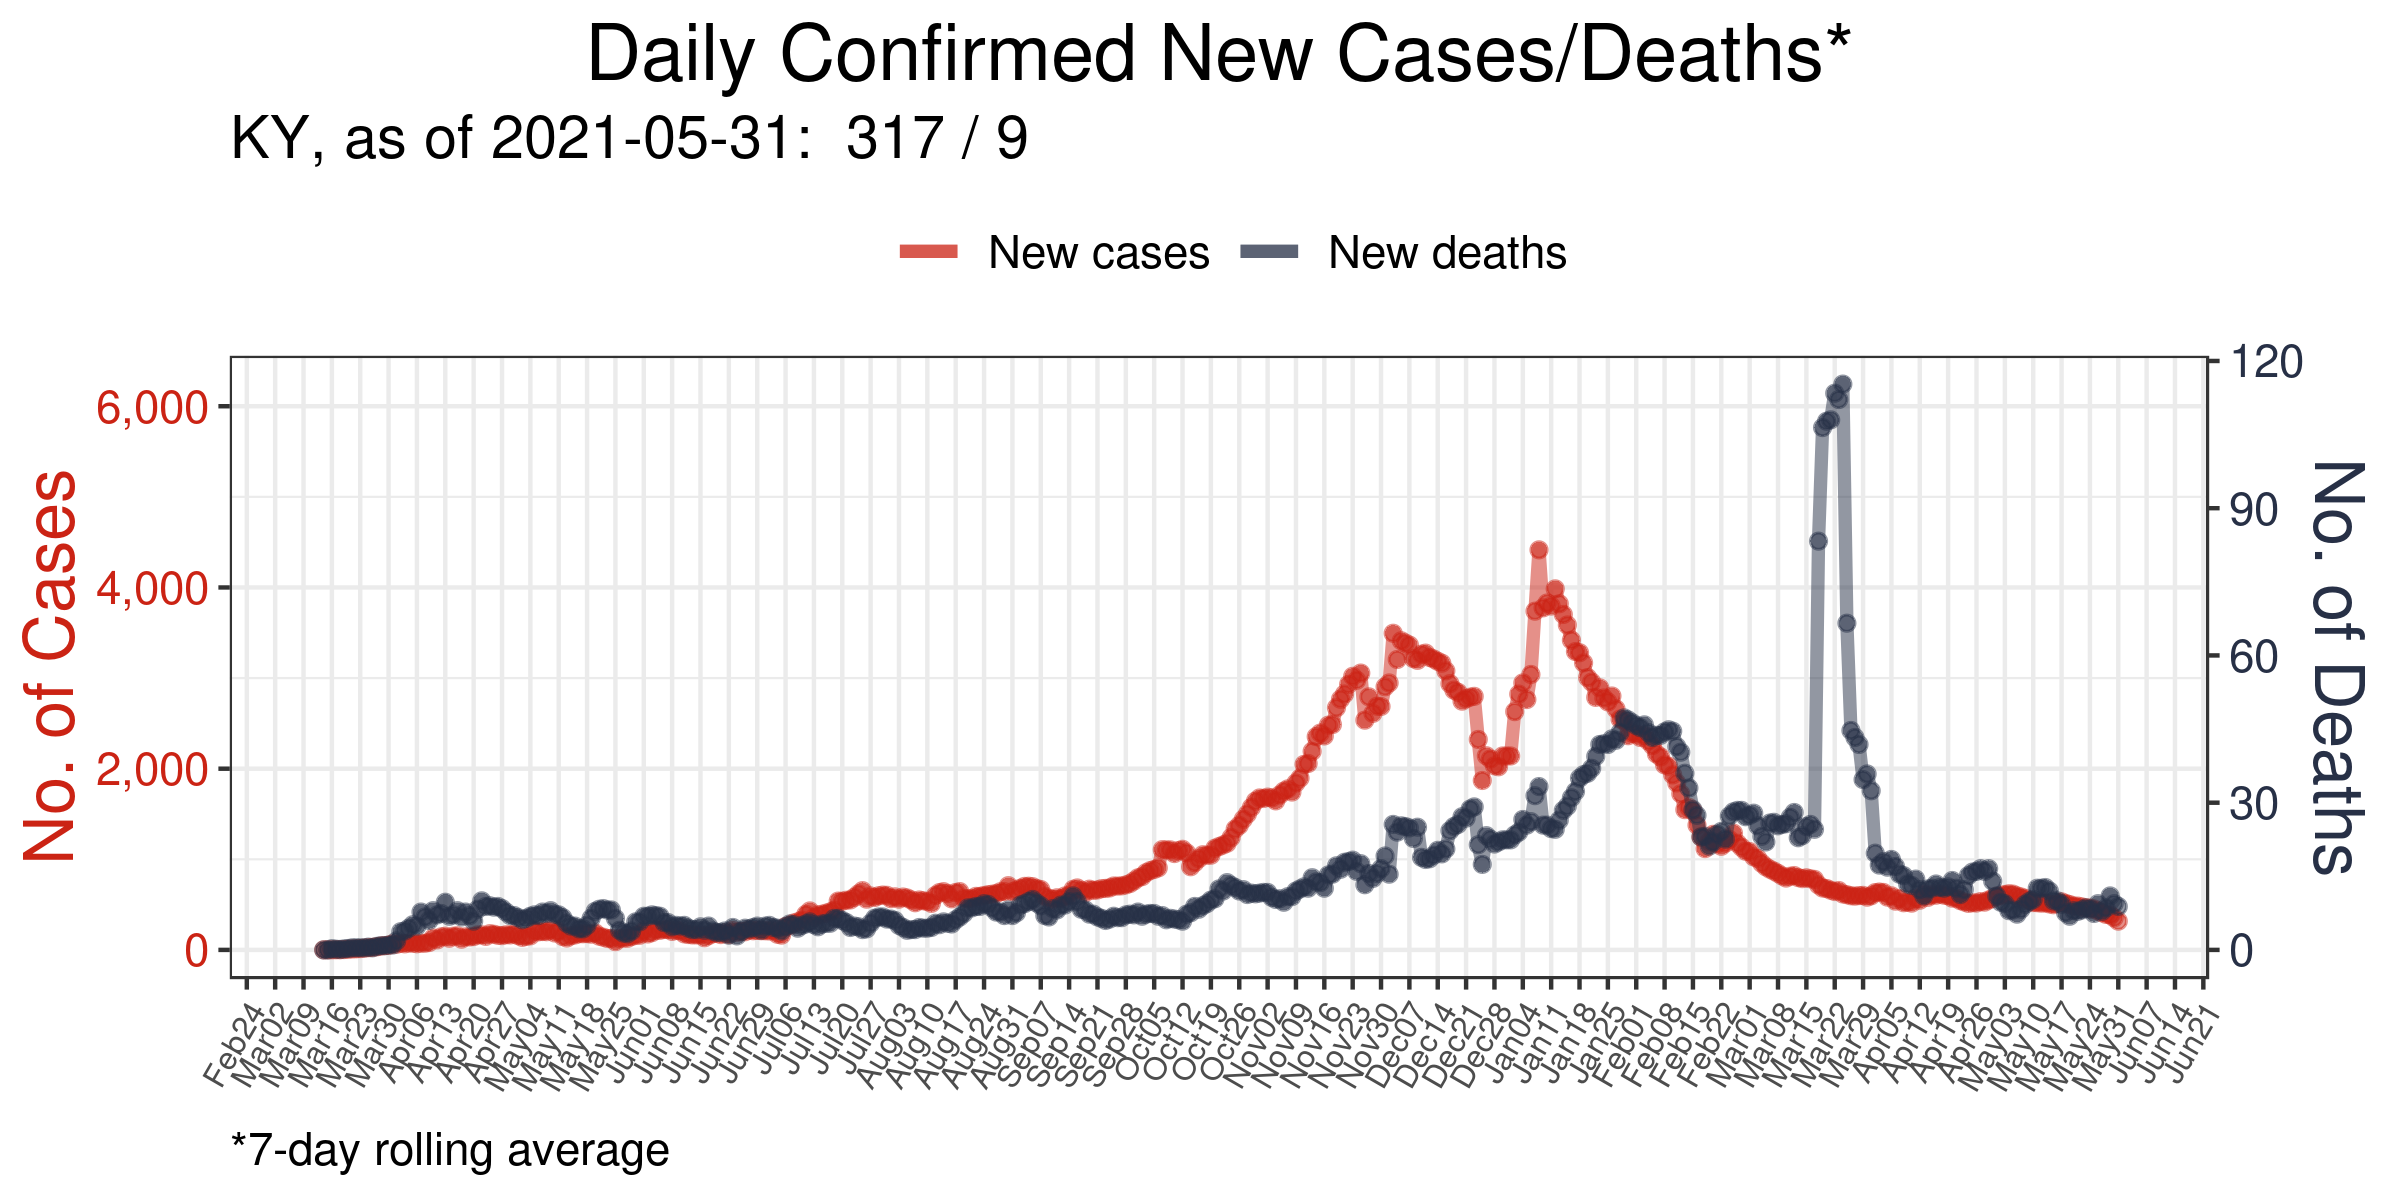 Daily Confirmed New Cases/Deaths*
KY, as of 2021-05-31:  317 / 9
New cases
New deaths
No. of Cases
6,000
4,000
2,000
0
120
90
60
30
0
No. of Deaths
Feb24
Mar02
Mar09
Mar16
Mar23
Mar30
Apr06
Apr13
Apr20
Apr27
May04
May11
May18
May25
Jun01
Jun08
Jun15
Jun22
Jun29
Jul06
Jul13
Jul20
Jul27
Aug03
Aug10
Aug17
Aug24
Aug31
Sep07
Sep14
Sep21
Sep28
Oct05
Oct12
Oct19
Oct26
Nov02
Nov09
Nov16
Nov23
Nov30
Dec07
Dec14
Dec21
Dec28
Jan04
Jan11
Jan18
Jan25
Feb01
Feb08
Feb15
Feb22
Mar01
Mar08
Mar15
Mar22
Mar29
Apr05
Apr12
Apr19
Apr26
May03
May10
May17
May24
May31
Jun07
Jun14
Jun21
*7-day rolling average